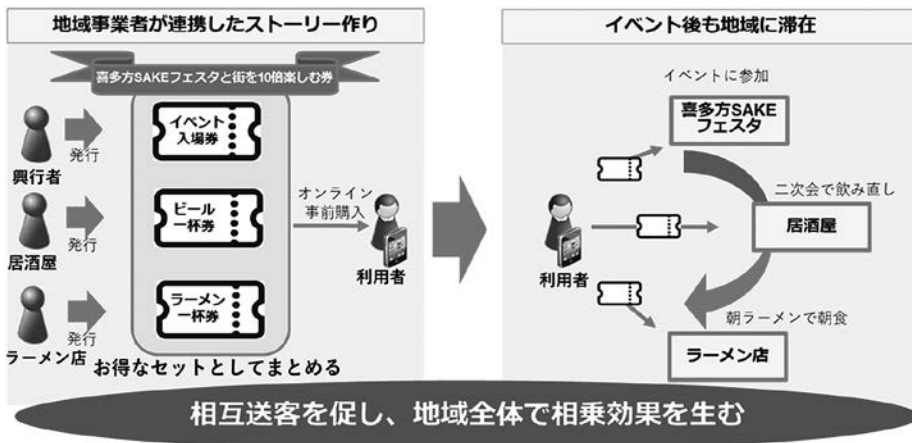 地域事業者が連携したストーリー作り
喜多方SAKEフェスタと街を10倍楽しむ券
興行者
発行
イベント
入場券
居酒屋
発行
ビール
一杯券
ラーメン店
発行
ラーメン
一杯券
お得なセットとしてまとめる
オンライン
事前購入
利用者
イベント後も地域に滞在
イベントに参加
喜多方SAKE
フェスタ
二次会で飲み直し
居酒屋
利用者
朝ラーメンで朝食
ラーメン店
相互送客を促し、地域全体で相乗効果を生む